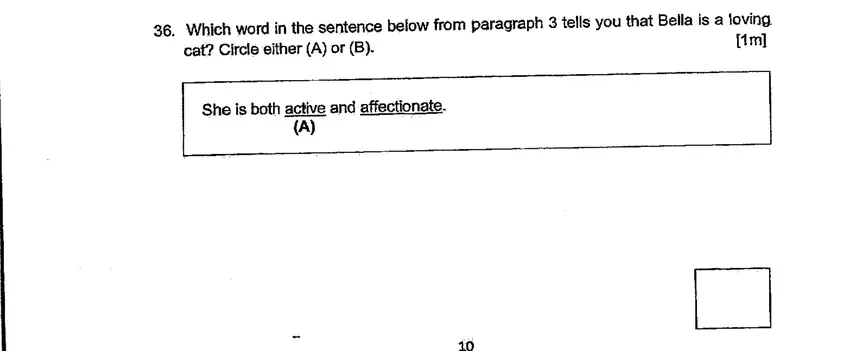 36. Which word in the sentence below from paragraph 3 tells you that Bella is a loving
cat? Circle either (A) or (B). [1m]
She is both active and affectionate.
(A)
10